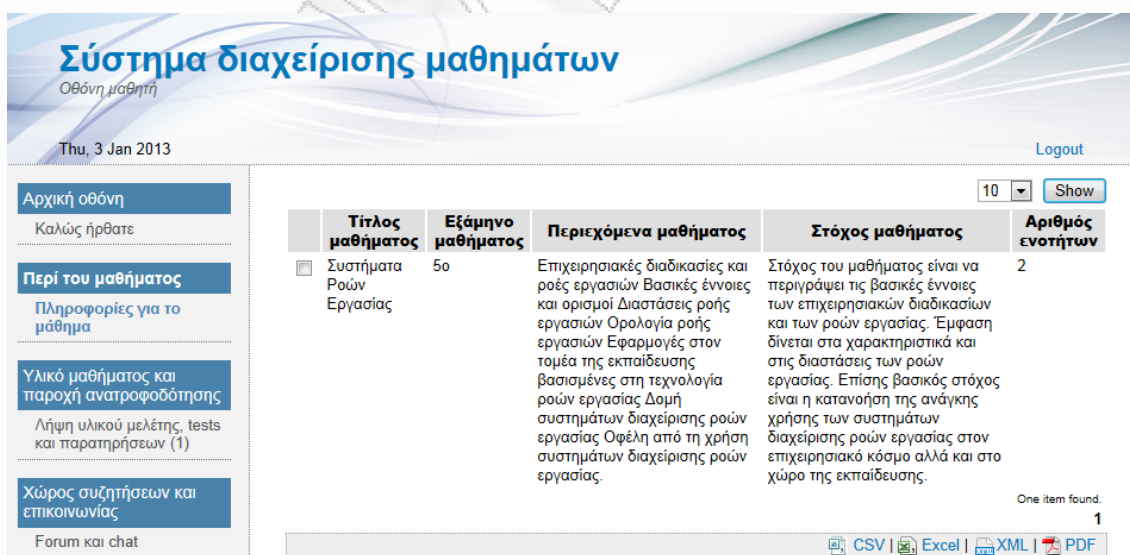 Σύστημα διαχείρισης μαθημάτων
Οθόνη μαθητή
Thu, 3 Jan 2013
Logout
Αρχική οθόνη
Καλώς ήρθατε
Περί του μαθήματος
Πληροφορίες για το
μάθημα
Υλικό μαθήματος και
παροχή ανατροφοδότησης
Λήψη υλικού μελέτης, tests
και παρατηρήσεων (1)
Χώρος συζητήσεων και
επικοινωνίας
Forum και chat
10 Show
Τίτλος
μαθήματος
Εξάμηνο
μαθήματος
Περιεχόμενα μαθήματος
Στόχος μαθήματος
Αριθμός
ενοτήτων
Συστήματα
Ροών
Εργασίας
5ο
Επιχειρησιακές διαδικασίες και
ροές εργασιών Βασικές έννοιες
και ορισμοί Διαστάσεις ροής
εργασιών Ορολογία ροής
εργασιών Εφαρμογές στον
τομέα της εκπαίδευσης
βασισμένες στη τεχνολογία
ροών εργασίας Δομή
συστημάτων διαχείρισης ροών
εργασίας Οφέλη από τη χρήση
συστημάτων διαχείρισης ροών
εργασίας.
Στόχος του μαθήματος είναι να
περιγράψει τις βασικές έννοιες
των επιχειρησιακών διαδικασίων
και των ροών εργασίας. Έμφαση
δίνεται στα χαρακτηριστικά και
στις διαστάσεις των ροών
εργασίας. Επίσης βασικός στόχος
είναι η κατανόηση της ανάγκης
χρήσης των συστημάτων
διαχείρισης ροών εργασίας στον
επιχειρησιακό κόσμο αλλά και στο
χώρο της εκπαίδευσης.
2
One item found.
1
CSV | Excel | XML | PDF